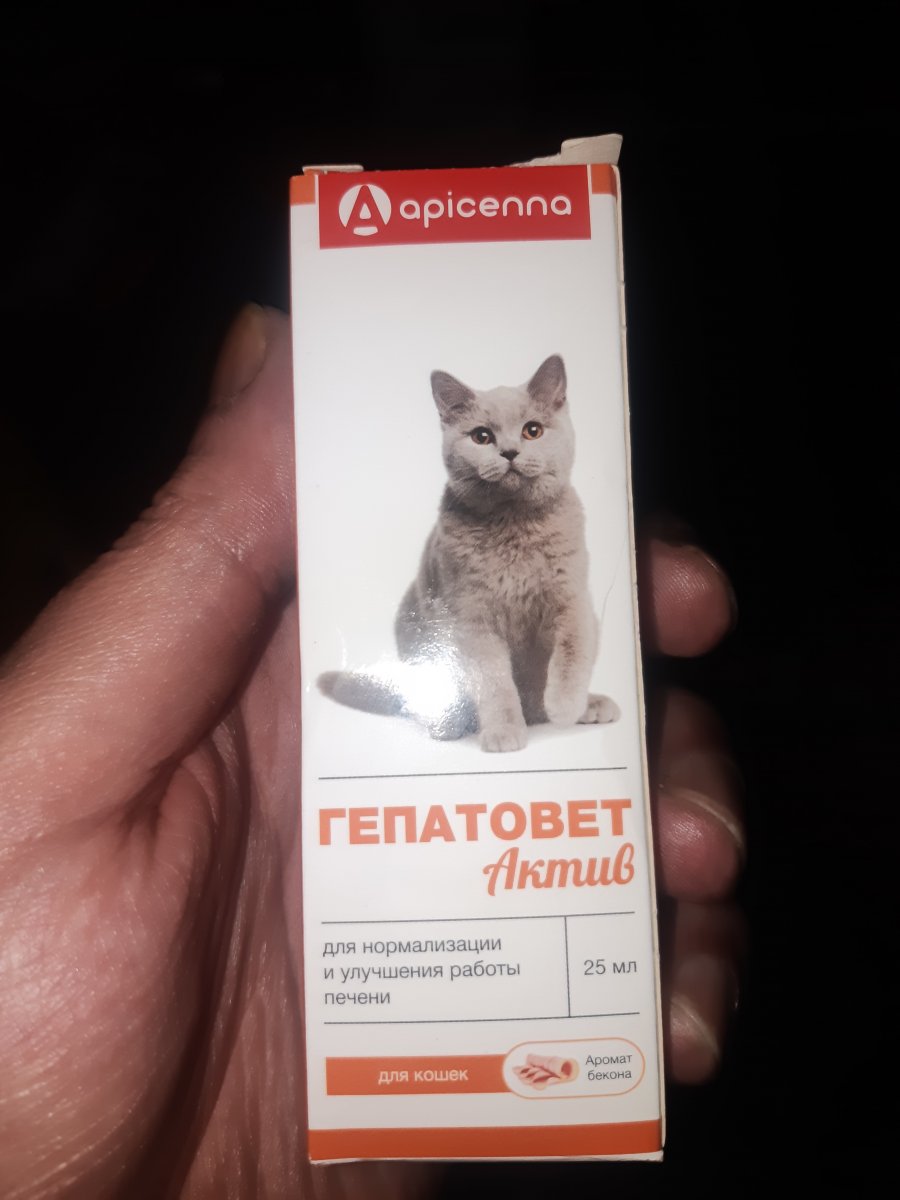 apicenna
ГЕПАТОВЕТ
Актив
для нормализации
и улучшения работы
печени
25 мл
для кошек
Аромат
бекона